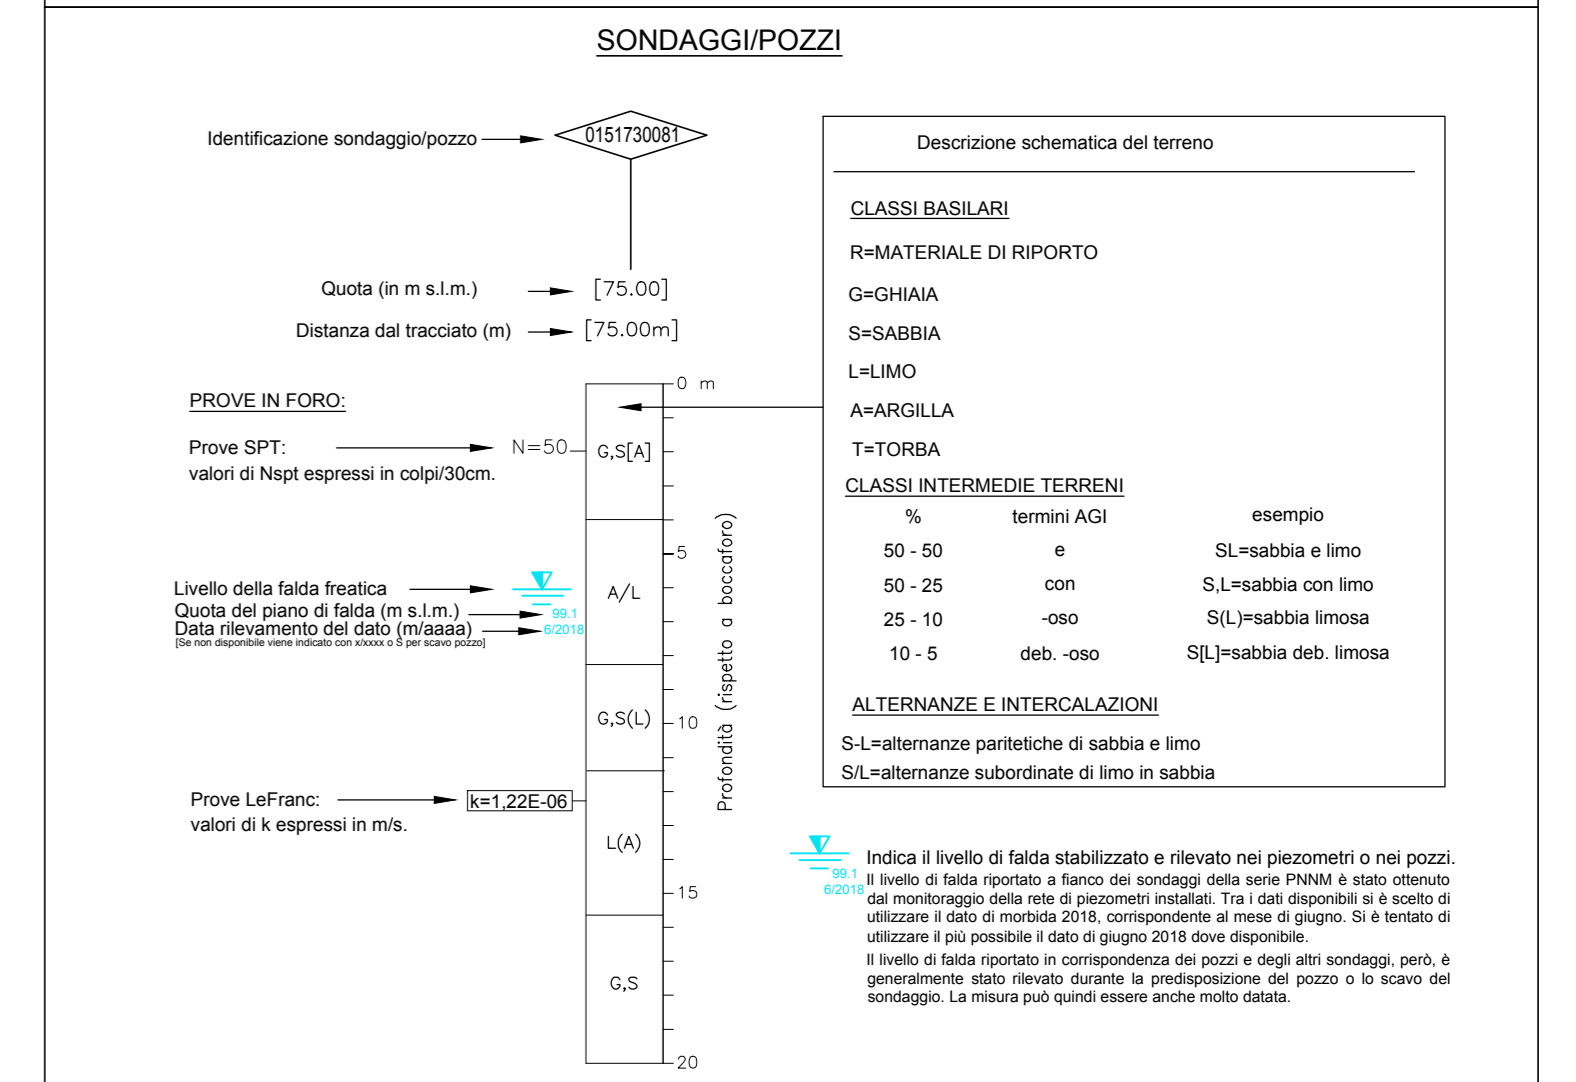 SONDAGGI/POZZI
Identificazione sondaggio/pozzo
0151730081
Quota (in m s.l.m.)
[75.00]
Distanza dal tracciato (m)
[75.00m]
PROVE IN FORO:
Prove SPT:
valori di Nspt espressi in colpi/30cm.
N=50
Livello della falda freatica
Quota del piano di falda (m s.l.m.)
99.1
Data rilevamento del dato (m/aaaa)
6/2018
[Se non disponibile viene indicato con x/xxxx o S per scavo pozzo]
Prove LeFranc:
valori di k espressi in m/s.
k=1,22E-06
G,S[A]
A/L
G,S(L)
L(A)
G,S
0 m
5
10
15
20
Profondità (rispetto a boccaforo)
Descrizione schematica del terreno
CLASSI BASILARI
R=MATERIALE DI RIPORTO
G=GHIAIA
S=SABBIA
L=LIMO
A=ARGILLA
T=TORBA
CLASSI INTERMEDIE TERRENI
% termini AGI esempio
50 - 50 e SL=sabbia e limo
50 - 25 con S,L=sabbia con limo
25 - 10 -oso S(L)=sabbia limosa
10 - 5 deb. -oso S[L]=sabbia deb. limosa
ALTERNANZE E INTERCALAZIONI
S-L=alternanze paritetiche di sabbia e limo
S/L=alternanze subordinate di limo in sabbia
99.1
6/2018
Indica il livello di falda stabilizzato e rilevato nei piezometri o nei pozzi.
Il livello di falda riportato a fianco dei sondaggi della serie PNNM è stato ottenuto
dal monitoraggio della rete di piezometri installati. Tra i dati disponibili si è scelto di
utilizzare il dato di morbida 2018, corrispondente al mese di giugno. Si è tentato di
utilizzare il più possibile il dato di giugno 2018 dove disponibile.
Il livello di falda riportato in corrispondenza dei pozzi e degli altri sondaggi, però, è
generalmente stato rilevato durante la predisposizione del pozzo o lo scavo del
sondaggio. La misura può quindi essere anche molto datata.